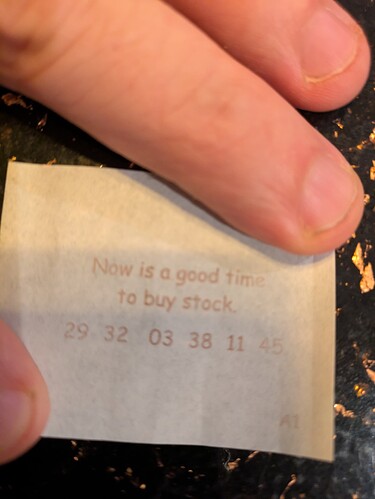 Now is a good time
to buy stock.
29 32 03 38 11 45
A1